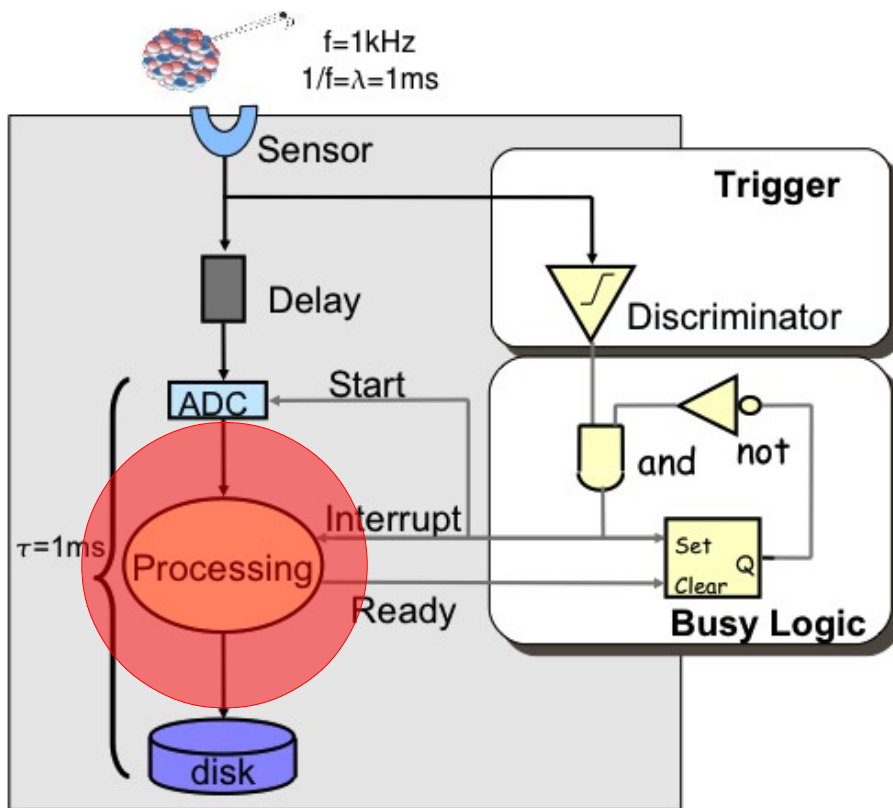 f=1kHz
1/f=λ=1ms
Sensor
Trigger
Delay
Discriminator
ADC
Start
and
not
Interrupt
Set
Q
τ=1ms
Processing
Clear
Ready
Busy Logic
disk